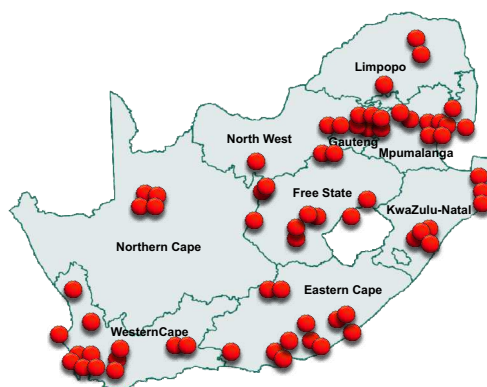 Limpopo
North West
Gauteng
Mpumalanga
Free State
KwaZulu-Natal
Northern Cape
Eastern Cape
WesternCape